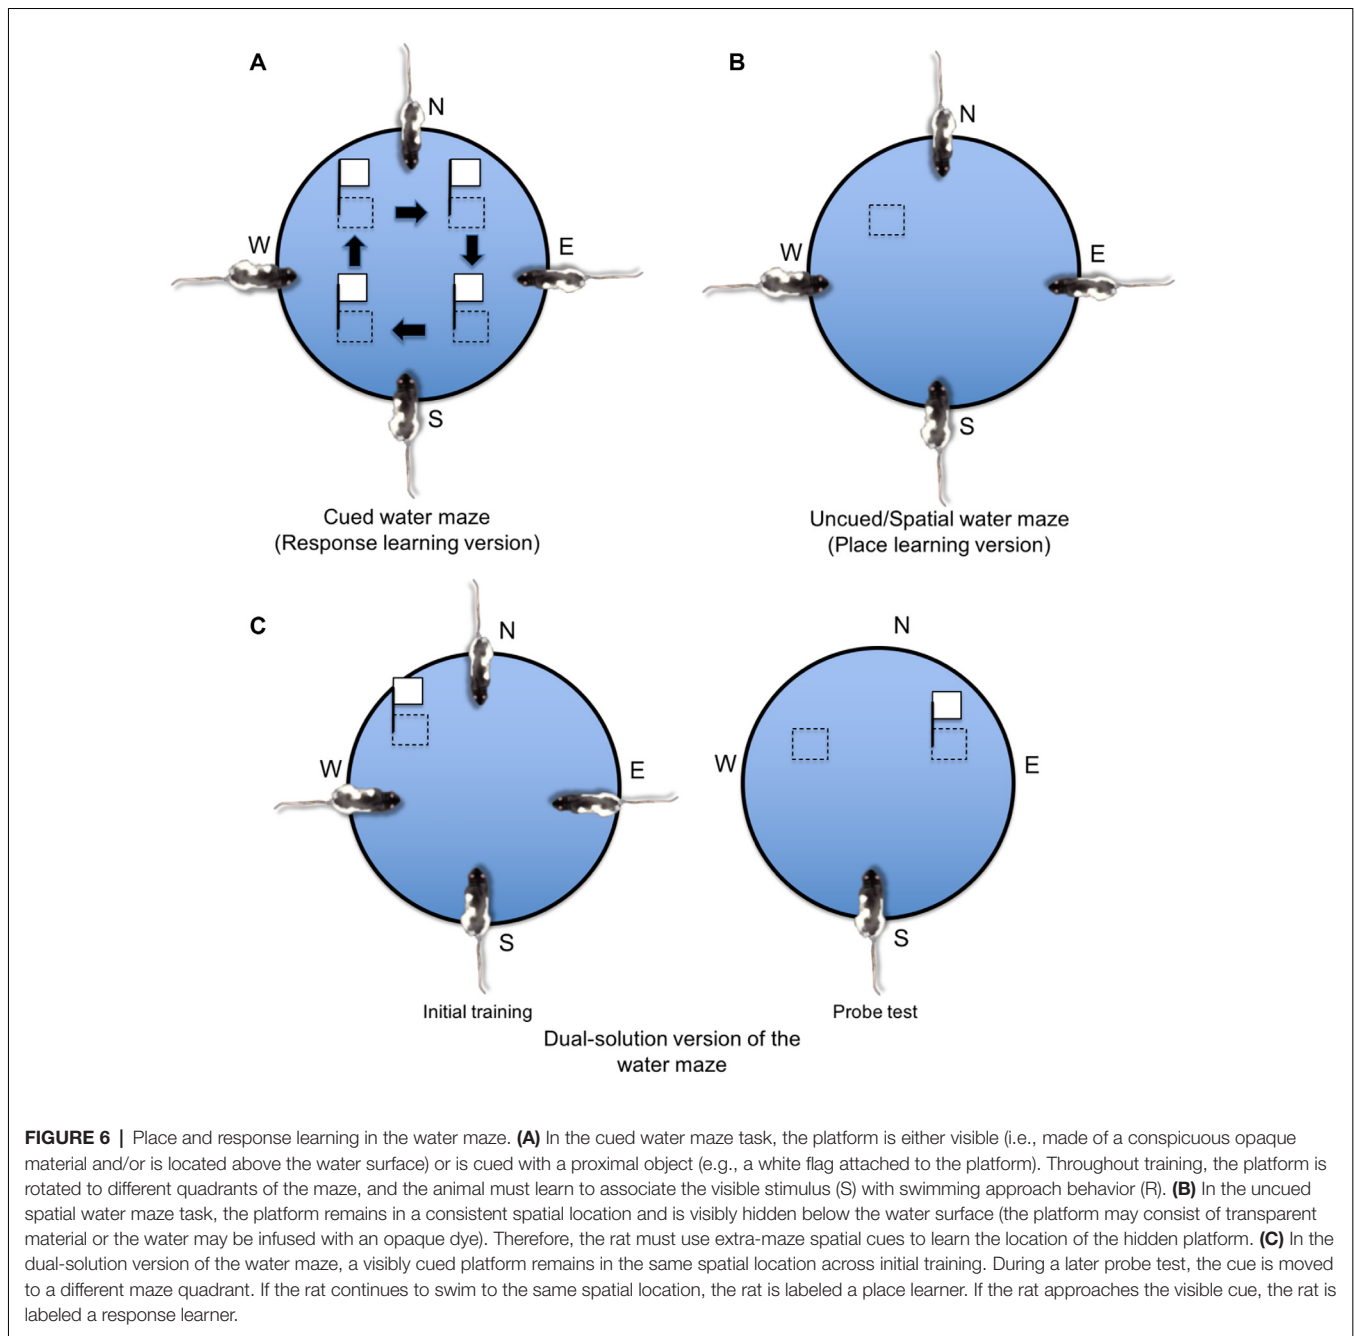 A
B
N
N
W
E
W
E
S
S
Cued water maze
(Response learning version)
Uncued/Spatial water maze
(Place learning version)
C
N
N
W
E
W
E
S
S
Initial training
Probe test
Dual-solution version of the
water maze
FIGURE 6 | Place and response learning in the water maze. (A) In the cued water maze task, the platform is either visible (i.e., made of a conspicuous opaque
material and/or is located above the water surface) or is cued with a proximal object (e.g., a white flag attached to the platform). Throughout training, the platform is
rotated to different quadrants of the maze, and the animal must learn to associate the visible stimulus (S) with swimming approach behavior (R). (B) In the uncued
spatial water maze task, the platform remains in a consistent spatial location and is visibly hidden below the water surface (the platform may consist of transparent
material or the water may be infused with an opaque dye). Therefore, the rat must use extra-maze spatial cues to learn the location of the hidden platform. (C) In the
dual-solution version of the water maze, a visibly cued platform remains in the same spatial location across initial training. During a later probe test, the cue is moved
to a different maze quadrant. If the rat continues to swim to the same spatial location, the rat is labeled a place learner. If the rat approaches the visible cue, the rat is
labeled a response learner.